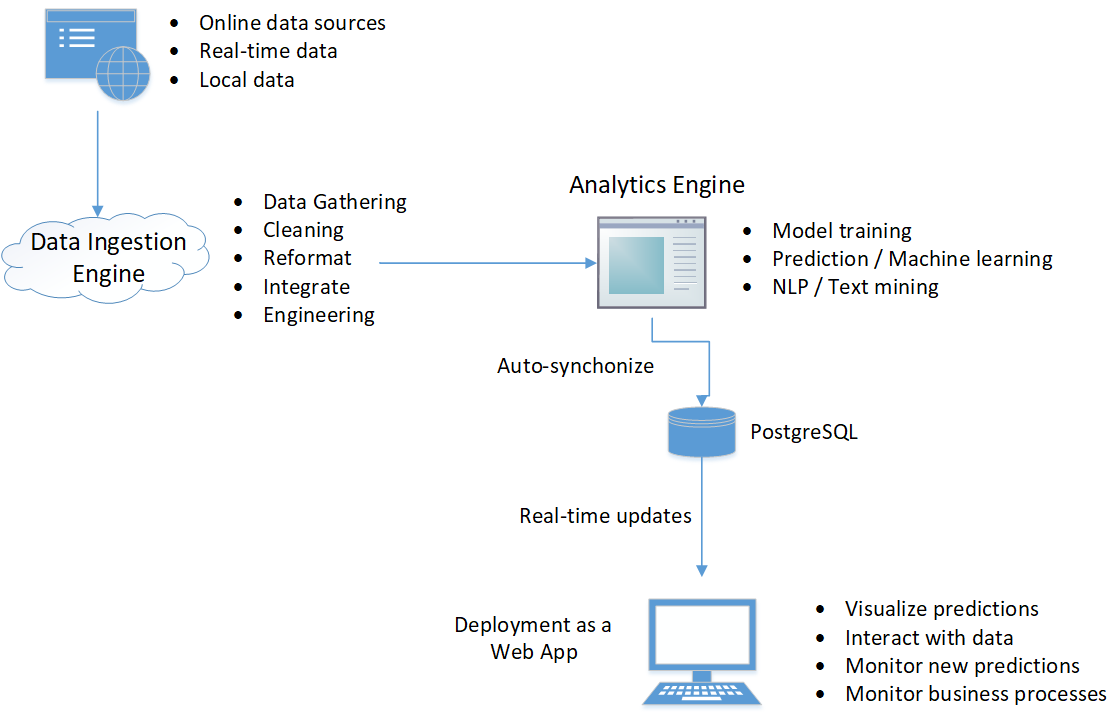 • Online data sources
• Real-time data
• Local data
Data Ingestion
Engine
• Data Gathering
• Cleaning
• Reformat
• Integrate
• Engineering
Analytics Engine
• Model training
• Prediction / Machine learning
• NLP / Text mining
Auto-synchonize
PostgreSQL
Real-time updates
Deployment as a
Web App
• Visualize predictions
• Interact with data
• Monitor new predictions
• Monitor business processes